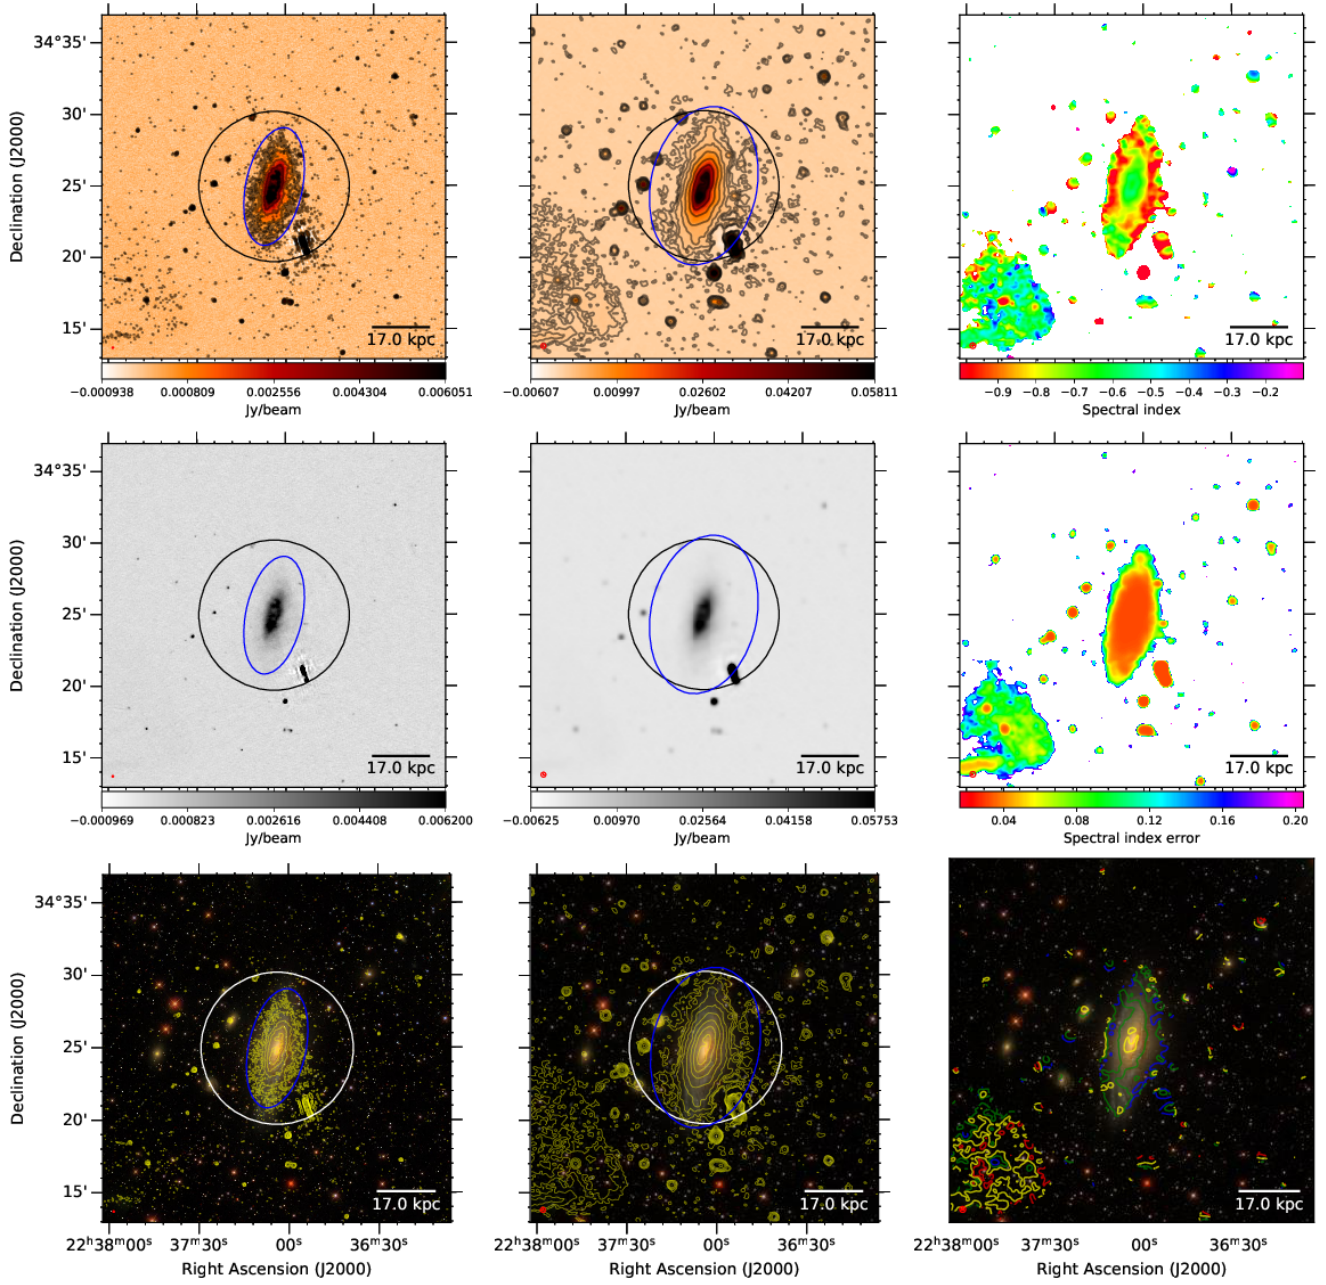 34°35'
30'
25'
20'
15'
Declination (J2000)
17.0 kpc
17.0 kpc
17.0 kpc
−0.000938 0.000809 0.002556 0.004304 0.006051
Jy/beam
−0.00607 0.00997 0.02602 0.04207 0.05811
Jy/beam
−0.9 −0.8 −0.7 −0.6 −0.5 −0.4 −0.3 −0.2
Spectral index
34°35'
30'
25'
20'
15'
Declination (J2000)
17.0 kpc
17.0 kpc
17.0 kpc
−0.000969 0.000823 0.002616 0.004408 0.006200
Jy/beam
−0.00625 0.00970 0.02564 0.04158 0.05753
Jy/beam
0.04 0.08 0.12 0.16 0.20
Spectral index error
34°35'
30'
25'
20'
15'
Declination (J2000)
17.0 kpc
17.0 kpc
17.0 kpc
22ʰ38ᵐ00ˢ 37ᵐ30ˢ 00ˢ 36ᵐ30ˢ
Right Ascension (J2000)
22ʰ38ᵐ00ˢ 37ᵐ30ˢ 00ˢ 36ᵐ30ˢ
Right Ascension (J2000)
22ʰ38ᵐ00ˢ 37ᵐ30ˢ 00ˢ 36ᵐ30ˢ
Right Ascension (J2000)